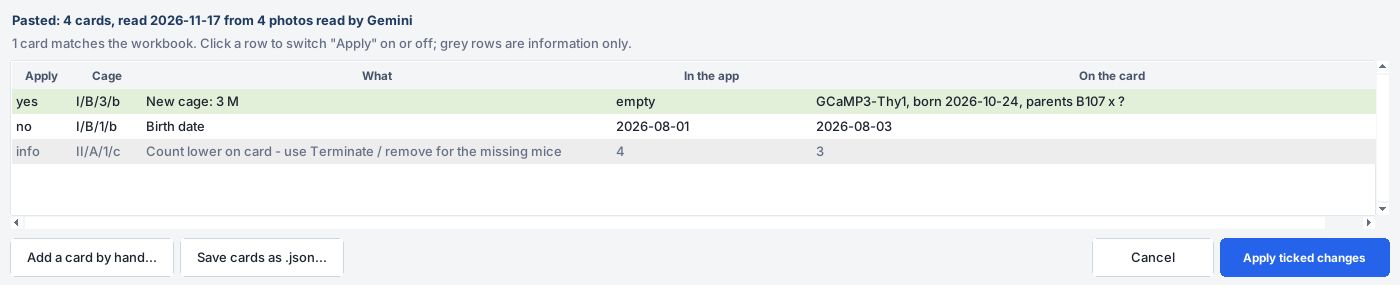 Pasted: 4 cards, read 2026-11-17 from 4 photos read by Gemini
1 card matches the workbook. Click a row to switch "Apply" on or off; grey rows are information only.
Apply Cage What In the app On the card
yes I/B/3/b New cage: 3 M empty GCaMP3-Thy1, born 2026-10-24, parents B107 x ?
no I/B/1/b Birth date 2026-08-01 2026-08-03
info II/A/1/c Count lower on card - use Terminate / remove for the missing mice 4 3
Add a card by hand... Save cards as .json... Cancel Apply ticked changes